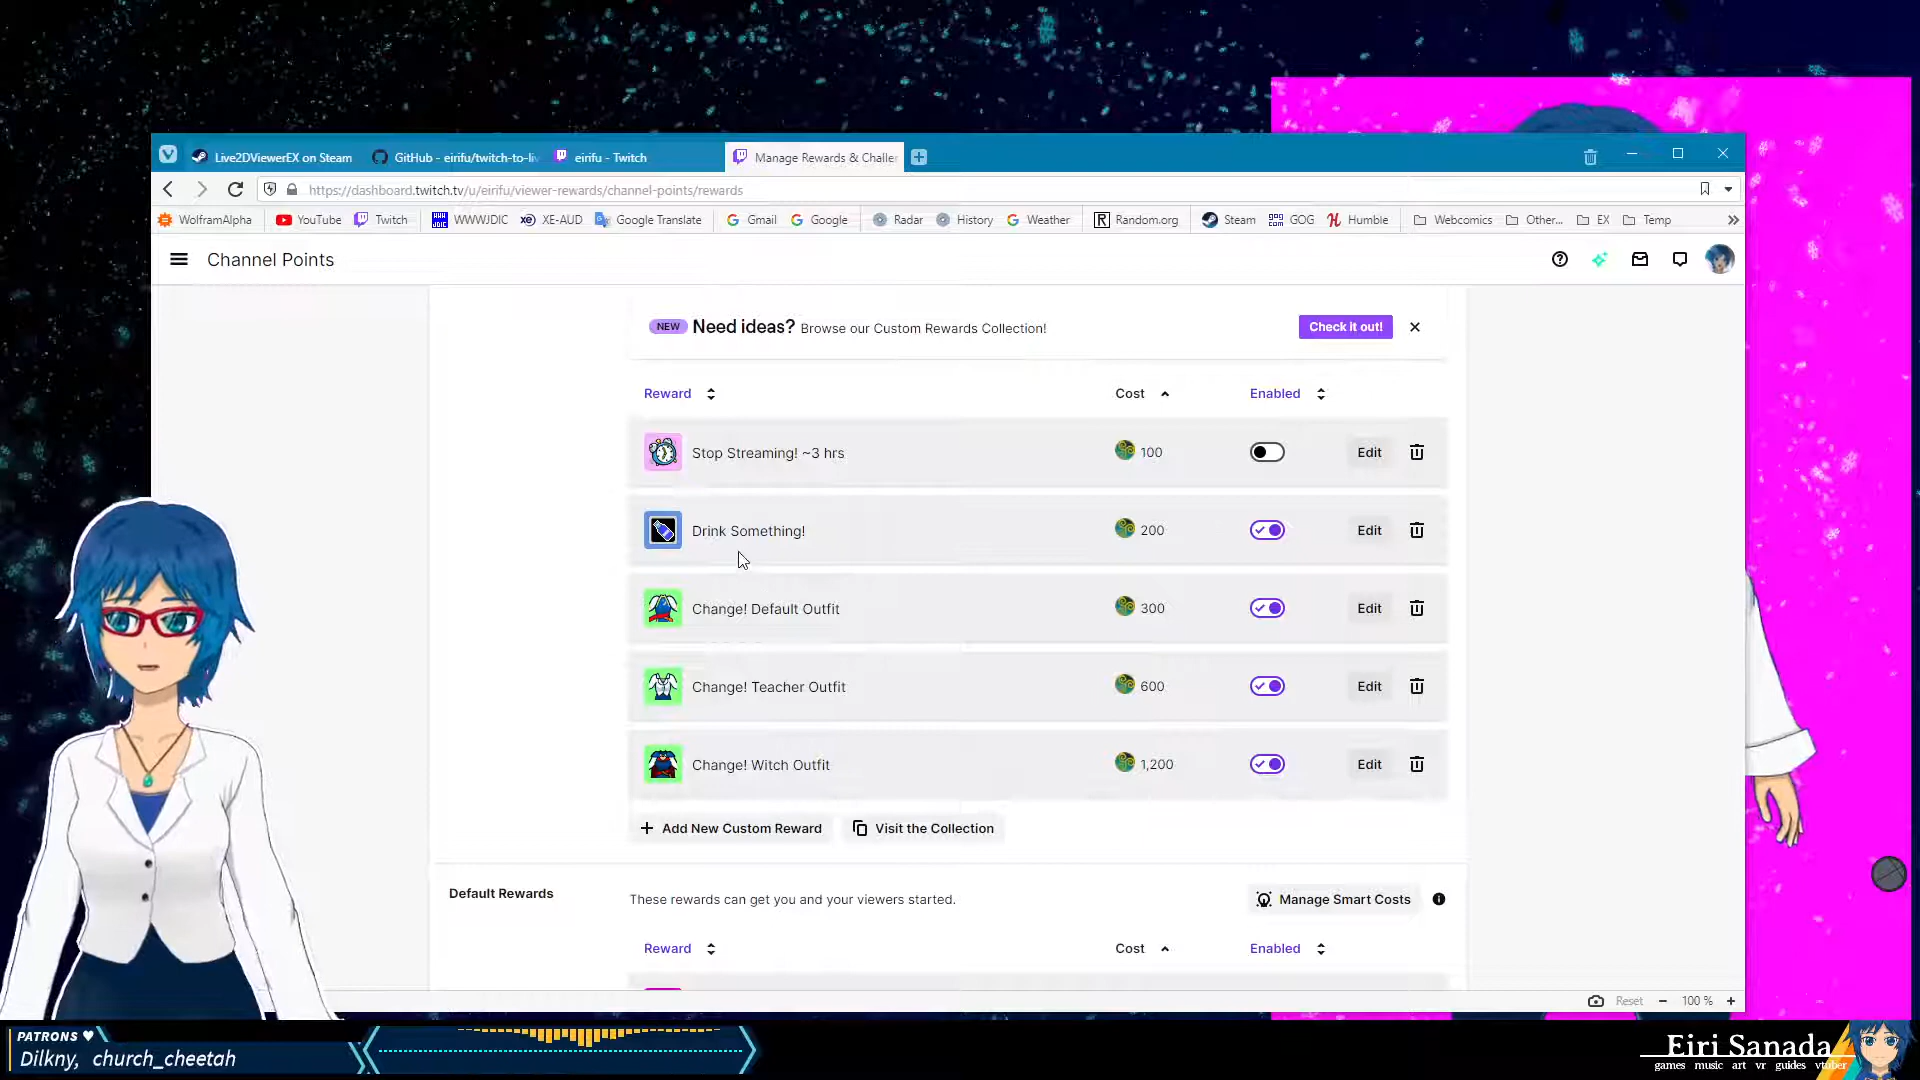 Live2DViewerEX on Steam
GitHub - eirifu/twitch-to-liv
eirifu - Twitch
Manage Rewards & Challe
https://dashboard.twitch.tv/u/eirifu/viewer-rewards/channel-points/rewards
WolframAlpha
YouTube
Twitch
WWWJDIC
XE-AUD
Google Translate
Gmail
Google
Radar
History
Weather
Random.org
Steam
GOG
Humble
Webcomics
Other...
EX
Temp
Channel Points
NEW Need ideas? Browse our Custom Rewards Collection!
Check it out!
Reward Cost Enabled
Stop Streaming! ~3 hrs 100 Edit
Drink Something! 200 Edit
Change! Default Outfit 300 Edit
Change! Teacher Outfit 600 Edit
Change! Witch Outfit 1,200 Edit
+ Add New Custom Reward Visit the Collection
Default Rewards These rewards can get you and your viewers started. Manage Smart Costs
Reward Cost Enabled
Reset − 100 % +
PATRONS ♥
Dilkny, church_cheetah
Eiri Sanada
games music art vr guides vtuber